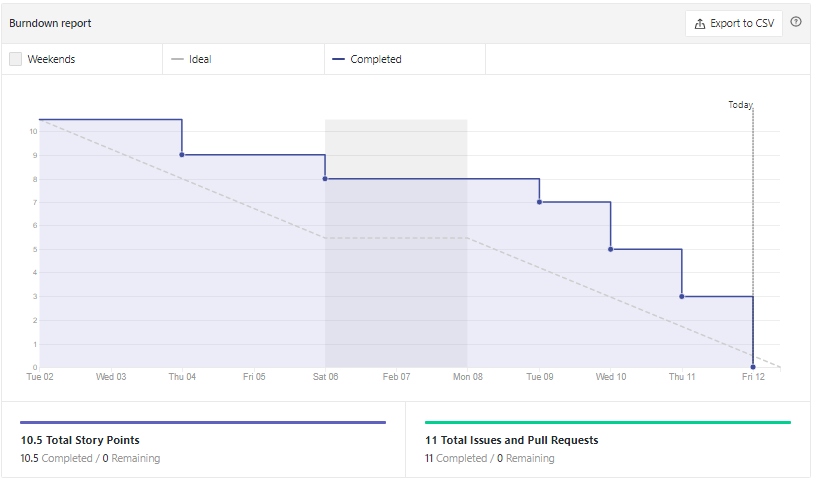 Burndown report
Export to CSV
Weekends
Ideal
Completed
Today
10
9
8
7
6
5
4
3
2
1
0
Tue 02 Wed 03 Thu 04 Fri 05 Sat 06 Feb 07 Mon 08 Tue 09 Wed 10 Thu 11 Fri 12
10.5 Total Story Points
10.5 Completed / 0 Remaining
11 Total Issues and Pull Requests
11 Completed / 0 Remaining